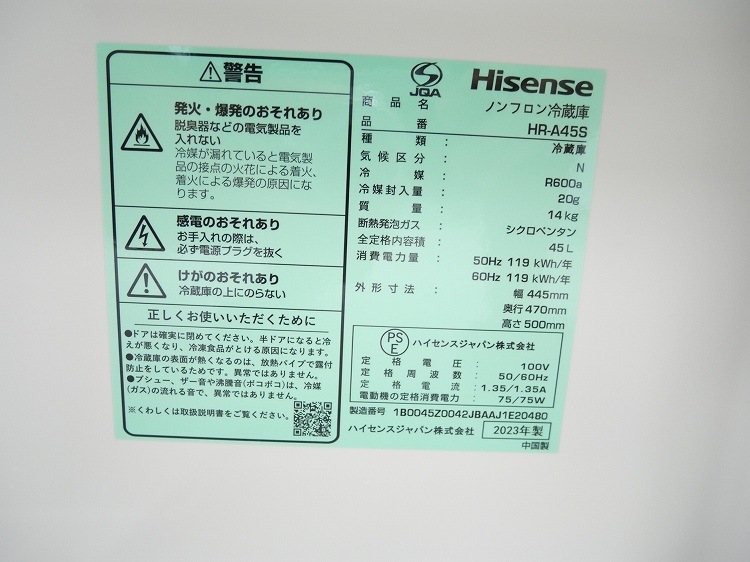 警告
発火・爆発のおそれあり
脱臭器などの電気製品を
入れない
冷媒が漏れていると電気製
品の接点の火花による着火、
着火による爆発の原因にな
ります。
感電のおそれあり
お手入れの際は、
必ず電源プラグを抜く
けがのおそれあり
冷蔵庫の上にのらない
正しくお使いいただくために
●ドアは確実に閉めてください。半ドアになると冷
えが悪くなり、冷凍食品がとける原因になります。
●冷蔵庫の表面が熱くなるのは、放熱パイプで露付
防止をしているためです。異常ではありません。
●プシュー、ザー音や沸騰音(ポコポコ)は、冷媒
(ガス)の流れる音で、異常ではありません。
※くわしくは取扱説明書をご覧ください。
JQA
Hisense
商品名 ノンフロン冷蔵庫
品番 HR-A45S
種類: 冷蔵庫
気候区分: N
冷媒: R600a
冷媒封入量: 20g
質量: 14kg
断熱発泡ガス: シクロペンタン
全定格内容積: 45L
消費電力量: 50Hz 119 kWh/年
60Hz 119 kWh/年
外形寸法: 幅 445mm
奥行 470mm
高さ 500mm
PSE ハイセンスジャパン株式会社
定格電圧: 100V
定格周波数: 50/60Hz
定格電流: 1.35/1.35A
電動機の定格消費電力: 75/75W
製造番号 1B0045Z0042JBAAJ1E20480
ハイセンスジャパン株式会社 2023年製
中国製